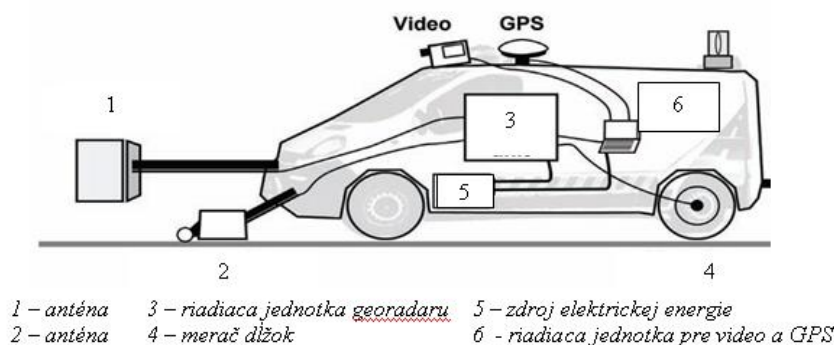 Video GPS
1
6
3
5
2
4
1 – anténa 3 – riadiaca jednotka georadaru 5 – zdroj elektrickej energie
2 – anténa 4 – merač dĺžok 6 - riadiaca jednotka pre video a GPS